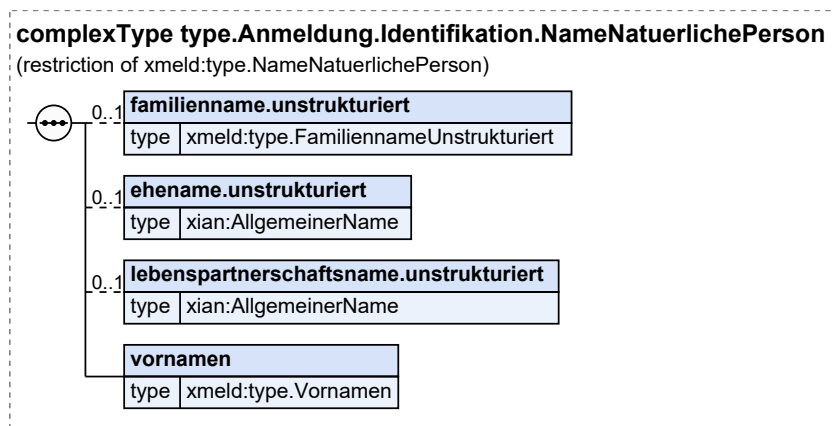 complexType type.Anmeldung.Identifikation.NameNatuerlichePerson
(restriction of xmeld:type.NameNatuerlichePerson)
0..1 familienname.unstrukturiert
type xmeld:type.FamiliennameUnstrukturiert
0..1 ehename.unstrukturiert
type xian:AllgemeinerName
0..1 lebenspartnerschaftsname.unstrukturiert
type xian:AllgemeinerName
vornamen
type xmeld:type.Vornamen